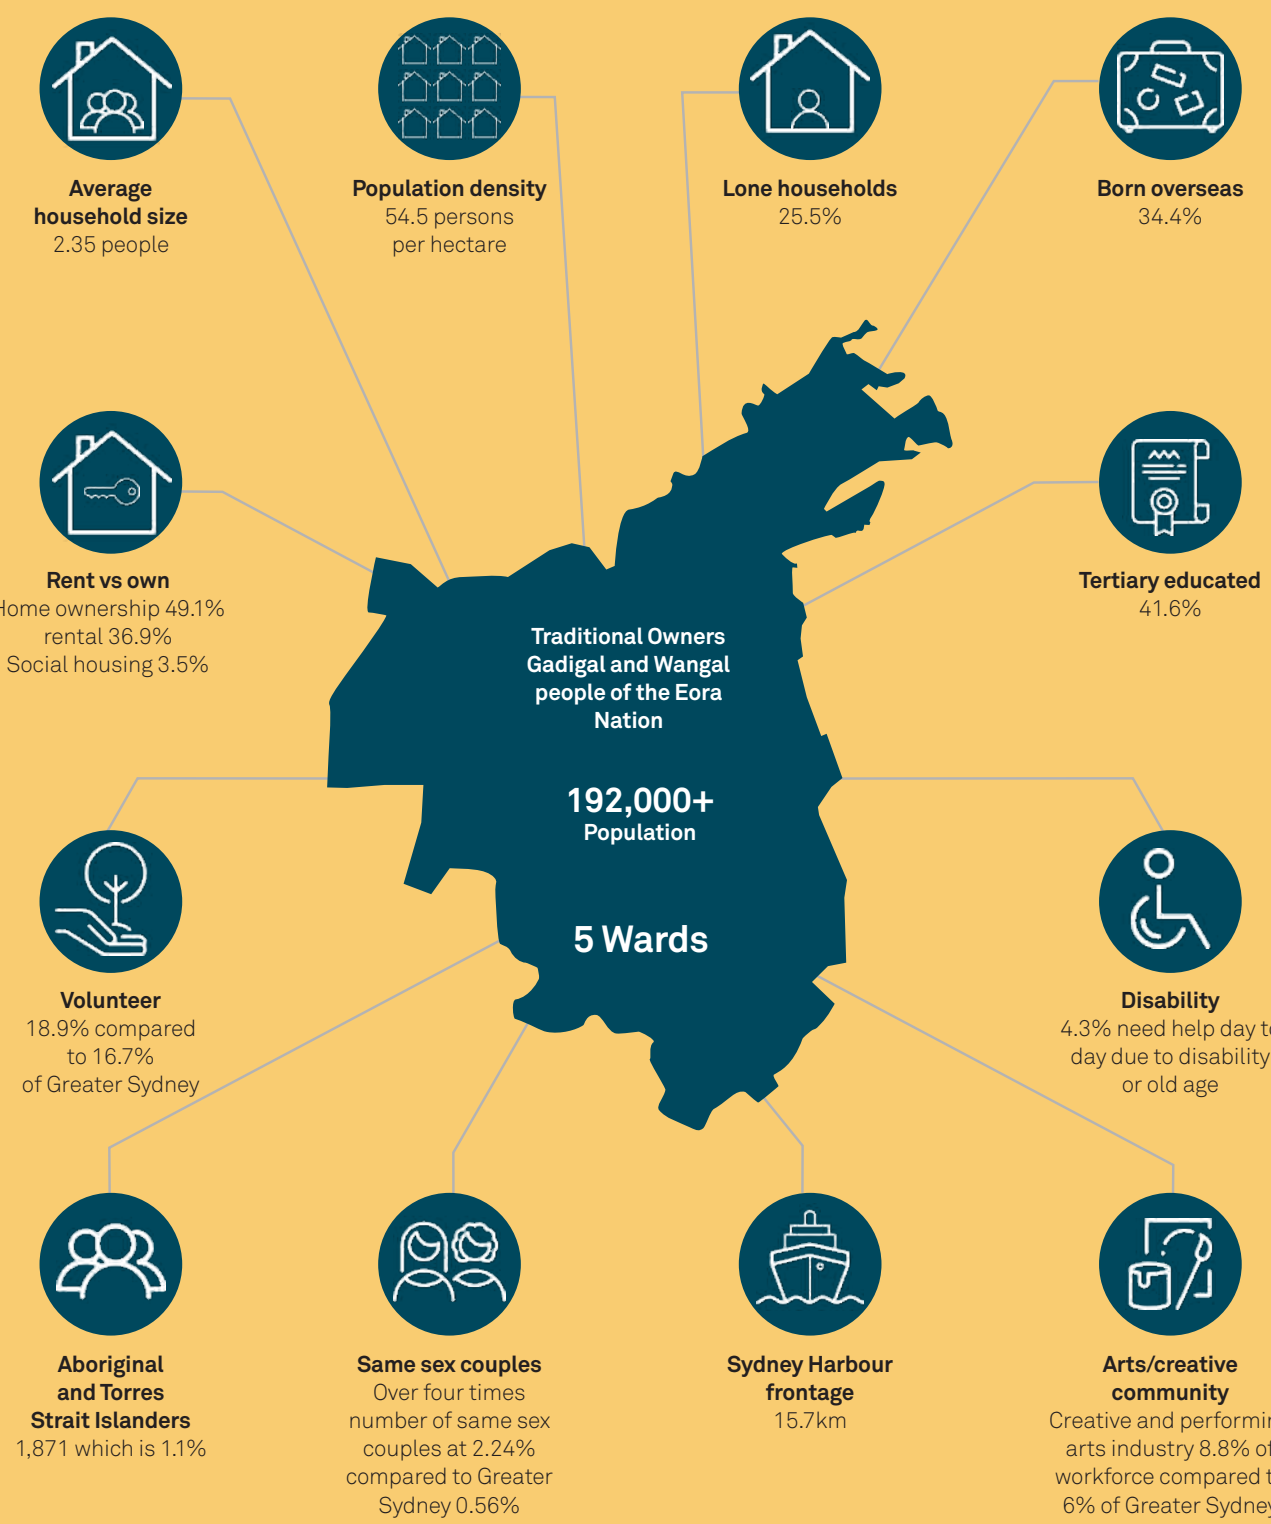 Average
household size
2.35 people
Population density
54.5 persons
per hectare
Lone households
25.5%
Born overseas
34.4%
Rent vs own
Home ownership 49.1%
rental 36.9%
Social housing 3.5%
Tertiary educated
41.6%
Traditional Owners
Gadigal and Wangal
people of the Eora
Nation
192,000+
Population
5 Wards
Volunteer
18.9% compared
to 16.7%
of Greater Sydney
Disability
4.3% need help day to
day due to disability
or old age
Aboriginal
and Torres
Strait Islanders
1,871 which is 1.1%
Same sex couples
Over four times
number of same sex
couples at 2.24%
compared to Greater
Sydney 0.56%
Sydney Harbour
frontage
15.7km
Arts/creative
community
Creative and performin
arts industry 8.8% of
workforce compared t
6% of Greater Sydney